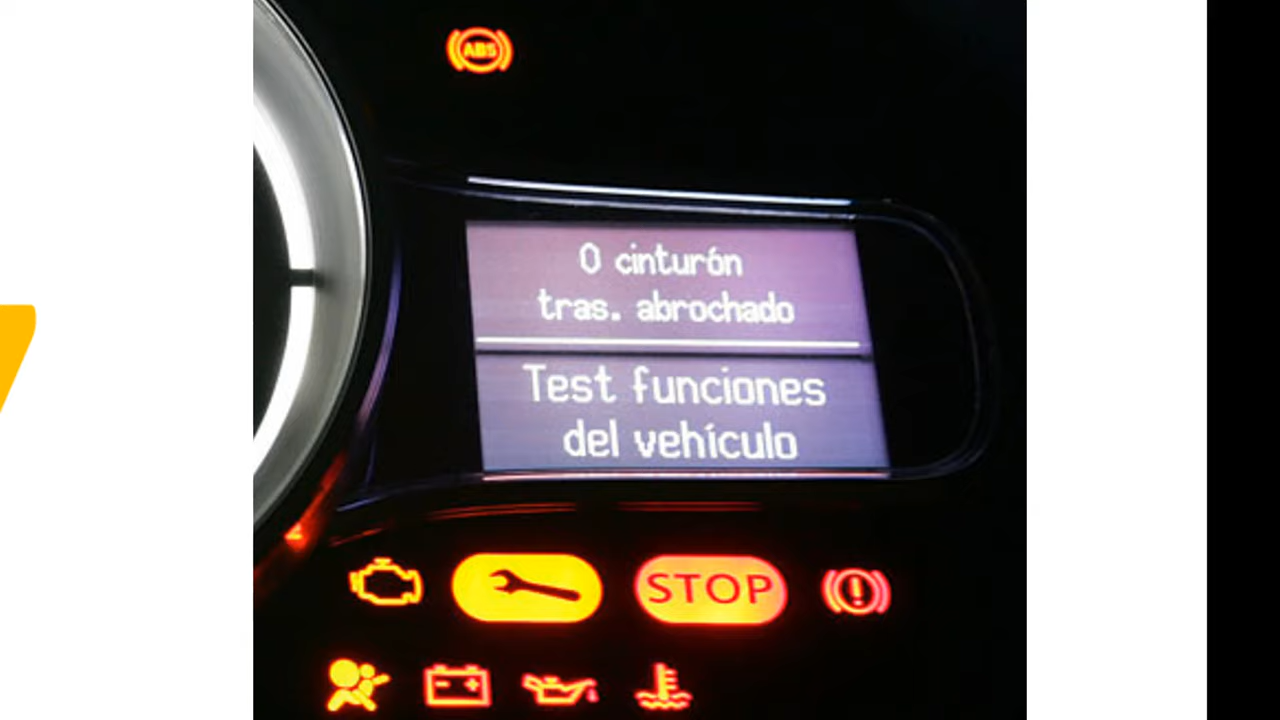 ABS
0 cinturón
tras. abrochado
Test funciones
del vehículo
STOP